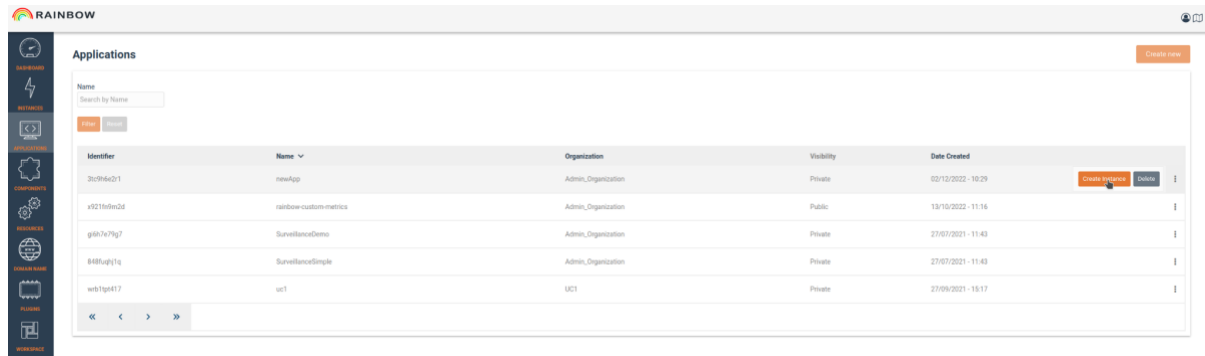 RAINBOW
DASHBOARD
INSTANCES
APPLICATIONS
COMPONENTS
RESOURCES
DOMAIN NAME
PLUGINS
WORKSPACE
Applications
Create new
Name
Search by Name
Filter Reset
Identifier Name Organization Visibility Date Created
3tc9h6e2r1 newApp Admin_Organization Private 02/12/2022 - 10:29 Create Instance Delete
x921fe9m2d rainbow-custom-metrics Admin_Organization Public 13/10/2022 - 11:16
gi6h7e79g7 SurveillanceDemo Admin_Organization Private 27/07/2021 - 11:43
848fuqhj1q SurveillanceSimple Admin_Organization Private 27/07/2021 - 11:43
wrb1tpt417 uc1 UC1 Private 27/09/2021 - 15:17